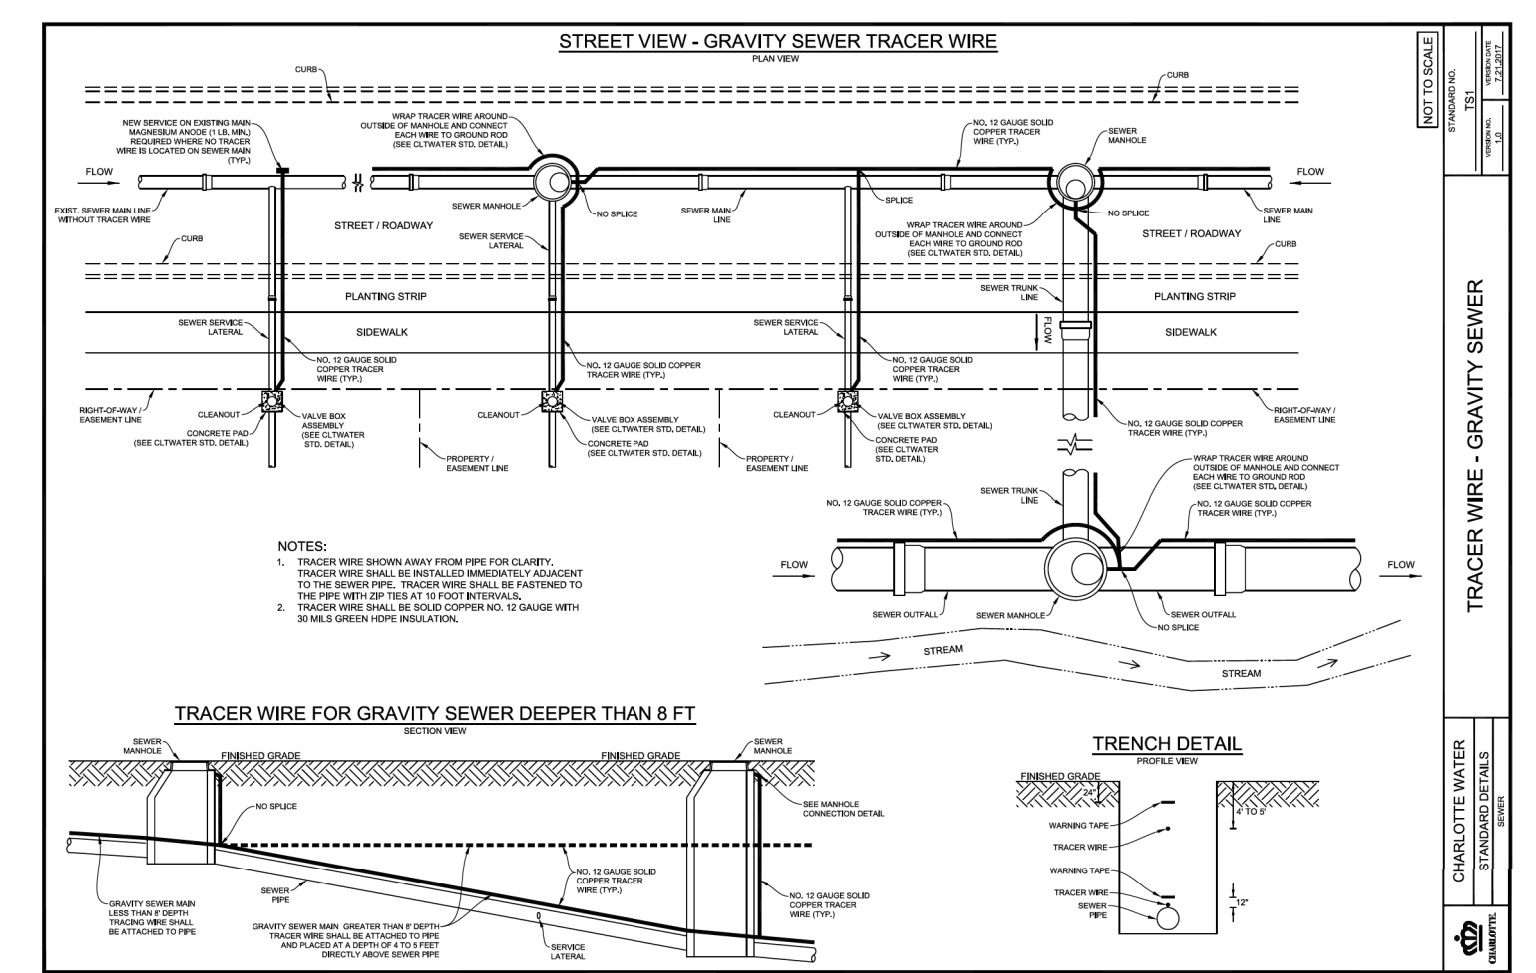 STREET VIEW - GRAVITY SEWER TRACER WIRE
PLAN VIEW
CURB
CURB
NEW SERVICE ON EXISTING MAIN
MAGNESIUM ANODE (1 LB. MIN.)
REQUIRED WHERE NO TRACER
WIRE IS LOCATED ON SEWER MAIN
(TYP.)
WRAP TRACER WIRE AROUND
OUTSIDE OF MANHOLE AND CONNECT
EACH WIRE TO GROUND ROD
(SEE CLTWATER STD. DETAIL)
NO. 12 GAUGE SOLID
COPPER TRACER
WIRE (TYP.)
SEWER
MANHOLE
FLOW
FLOW
EXIST. SEWER MAIN LINE
WITHOUT TRACER WIRE
STREET / ROADWAY
SEWER MANHOLE
NO SPLICE
SEWER MAIN
LINE
SPLICE
NO SPLICE
SEWER MAIN
LINE
WRAP TRACER WIRE AROUND
OUTSIDE OF MANHOLE AND CONNECT
EACH WIRE TO GROUND ROD
(SEE CLTWATER STD. DETAIL)
STREET / ROADWAY
CURB
SEWER SERVICE
LATERAL
CURB
PLANTING STRIP
SEWER TRUNK
LINE
PLANTING STRIP
SEWER SERVICE
LATERAL
SIDEWALK
SEWER SERVICE
LATERAL
FLOW
SIDEWALK
NO. 12 GAUGE SOLID
COPPER TRACER
WIRE (TYP.)
NO. 12 GAUGE SOLID COPPER
TRACER WIRE (TYP.)
NO. 12 GAUGE SOLID
COPPER TRACER
WIRE (TYP.)
RIGHT-OF-WAY /
EASEMENT LINE
CLEANOUT
VALVE BOX
ASSEMBLY
(SEE CLTWATER
STD. DETAIL)
CONCRETE PAD
(SEE CLTWATER STD. DETAIL)
CLEANOUT
VALVE BOX ASSEMBLY
(SEE CLTWATER STD. DETAIL)
CONCRETE PAD
(SEE CLTWATER STD. DETAIL)
CLEANOUT
VALVE BOX ASSEMBLY
(SEE CLTWATER STD. DETAIL)
CONCRETE PAD
(SEE CLTWATER
STD. DETAIL)
RIGHT-OF-WAY /
EASEMENT LINE
NO. 12 GAUGE SOLID COPPER
TRACER WIRE (TYP.)
PROPERTY /
EASEMENT LINE
PROPERTY /
EASEMENT LINE
WRAP TRACER WIRE AROUND
OUTSIDE OF MANHOLE AND CONNECT
EACH WIRE TO GROUND ROD
(SEE CLTWATER STD. DETAIL)
SEWER TRUNK
LINE
NO. 12 GAUGE SOLID COPPER
TRACER WIRE (TYP.)
NO. 12 GAUGE SOLID COPPER
TRACER WIRE (TYP.)
FLOW
FLOW
SEWER OUTFALL
SEWER MANHOLE
SEWER OUTFALL
NO SPLICE
STREAM
STREAM
NOTES:
1. TRACER WIRE SHOWN AWAY FROM PIPE FOR CLARITY.
TRACER WIRE SHALL BE INSTALLED IMMEDIATELY ADJACENT
TO THE SEWER PIPE. TRACER WIRE SHALL BE FASTENED TO
THE PIPE WITH ZIP TIES AT 10 FOOT INTERVALS.
2. TRACER WIRE SHALL BE SOLID COPPER NO. 12 GAUGE WITH
30 MILS GREEN HDPE INSULATION.
TRACER WIRE FOR GRAVITY SEWER DEEPER THAN 8 FT
SECTION VIEW
SEWER
MANHOLE
FINISHED GRADE
FINISHED GRADE
SEWER
MANHOLE
NO SPLICE
SEE MANHOLE
CONNECTION DETAIL
NO. 12 GAUGE SOLID
COPPER TRACER
WIRE (TYP.)
SEWER
PIPE
NO. 12 GAUGE SOLID
COPPER TRACER
WIRE (TYP.)
GRAVITY SEWER MAIN
LESS THAN 8' DEPTH
TRACING WIRE SHALL
BE ATTACHED TO PIPE
GRAVITY SEWER MAIN GREATER THAN 8' DEPTH
TRACER WIRE SHALL BE ATTACHED TO PIPE
AND PLACED AT A DEPTH OF 4 TO 5 FEET
DIRECTLY ABOVE SEWER PIPE
SERVICE
LATERAL
TRENCH DETAIL
PROFILE VIEW
FINISHED GRADE
24"
4' TO 5'
WARNING TAPE
TRACER WIRE
WARNING TAPE
TRACER WIRE
12"
SEWER
PIPE
NOT TO SCALE
STANDARD NO.
TS1
VERSION DATE
7.21.2017
VERSION NO.
1.0
TRACER WIRE - GRAVITY SEWER
CHARLOTTE WATER
STANDARD DETAILS
SEWER
CHARLOTTE.